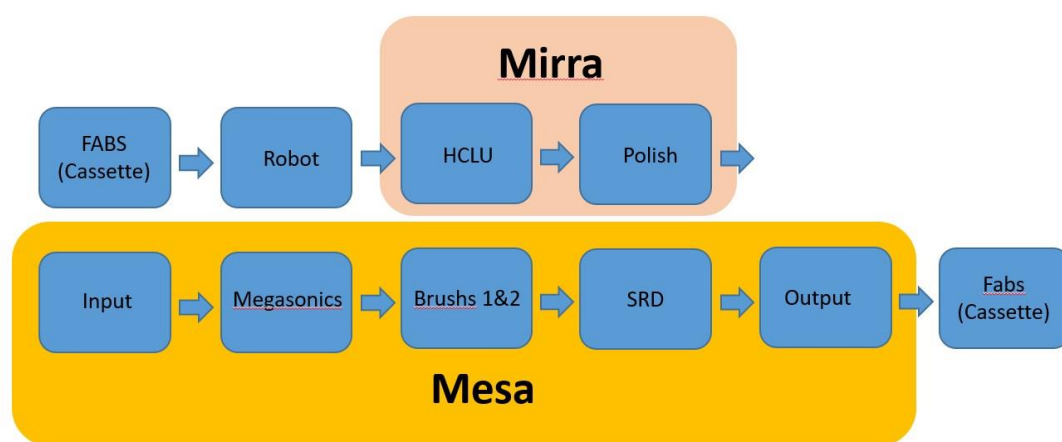 Mirra
FABS
(Cassette)
Robot
HCLU
Polish
Input
Megasonics
Brushs 1&2
SRD
Output
Fabs
(Cassette)
Mesa